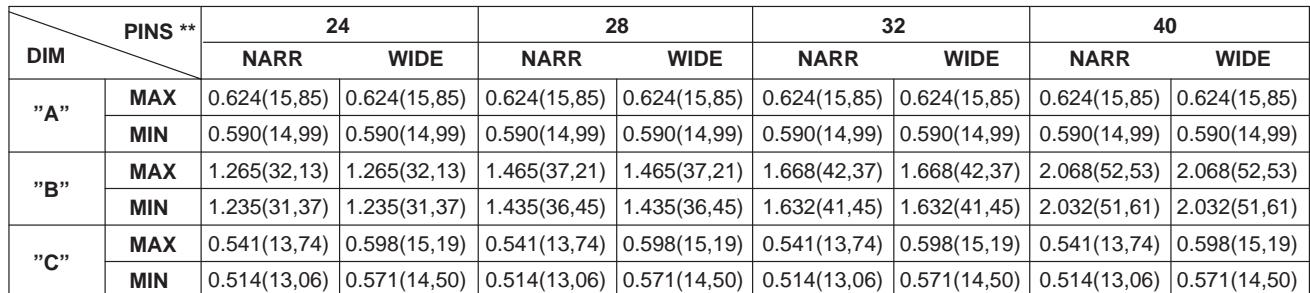 PINS ** 24 28 32 40
DIM NARR WIDE NARR WIDE NARR WIDE NARR WIDE
”A” MAX 0.624(15,85) 0.624(15,85) 0.624(15,85) 0.624(15,85) 0.624(15,85) 0.624(15,85) 0.624(15,85) 0.624(15,85)
MIN 0.590(14,99) 0.590(14,99) 0.590(14,99) 0.590(14,99) 0.590(14,99) 0.590(14,99) 0.590(14,99) 0.590(14,99)
”B” MAX 1.265(32,13) 1.265(32,13) 1.465(37,21) 1.465(37,21) 1.668(42,37) 1.668(42,37) 2.068(52,53) 2.068(52,53)
MIN 1.235(31,37) 1.235(31,37) 1.435(36,45) 1.435(36,45) 1.632(41,45) 1.632(41,45) 2.032(51,61) 2.032(51,61)
”C” MAX 0.541(13,74) 0.598(15,19) 0.541(13,74) 0.598(15,19) 0.541(13,74) 0.598(15,19) 0.541(13,74) 0.598(15,19)
MIN 0.514(13,06) 0.571(14,50) 0.514(13,06) 0.571(14,50) 0.514(13,06) 0.571(14,50) 0.514(13,06) 0.571(14,50)